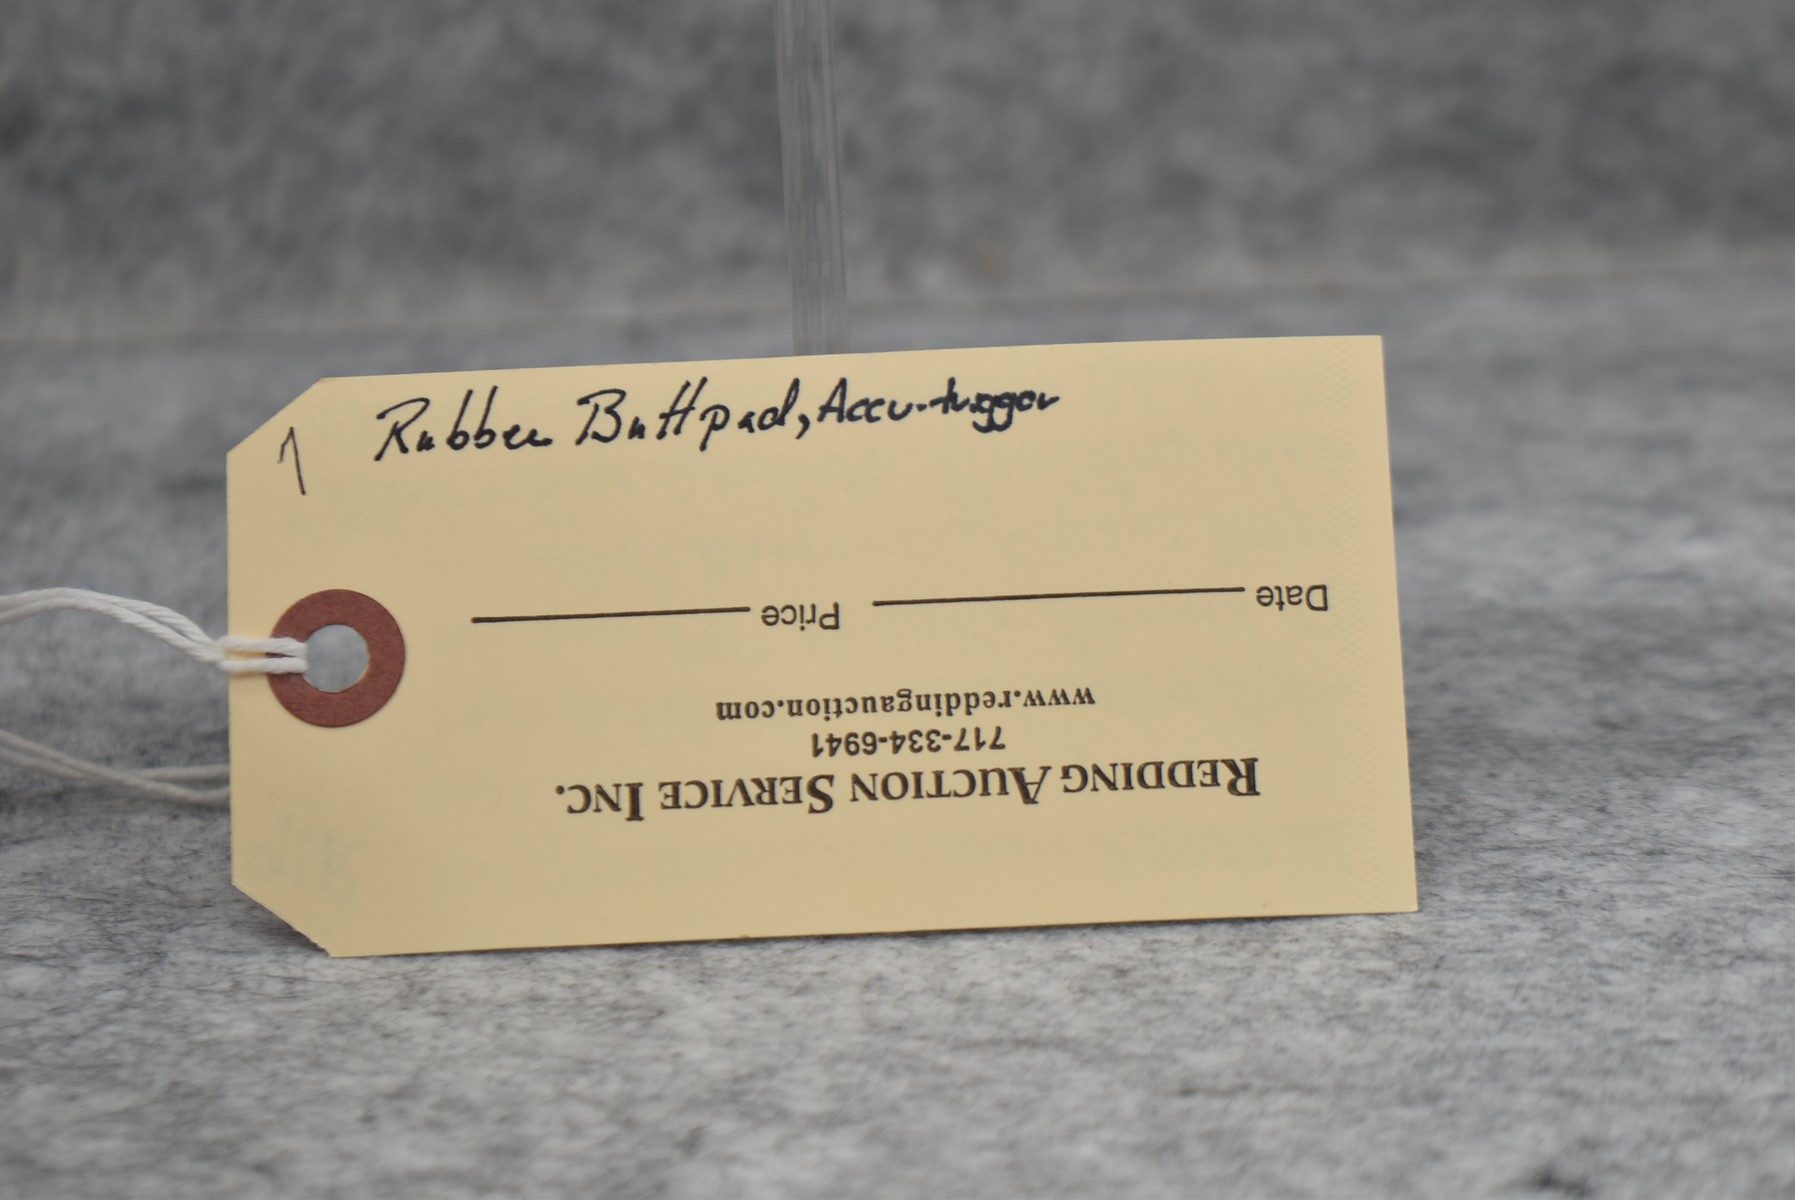 1 Rubber Buttpad, Accu-trigger
Date Price
www.reddingauction.com
717-334-6941
REDDING AUCTION SERVICE INC.